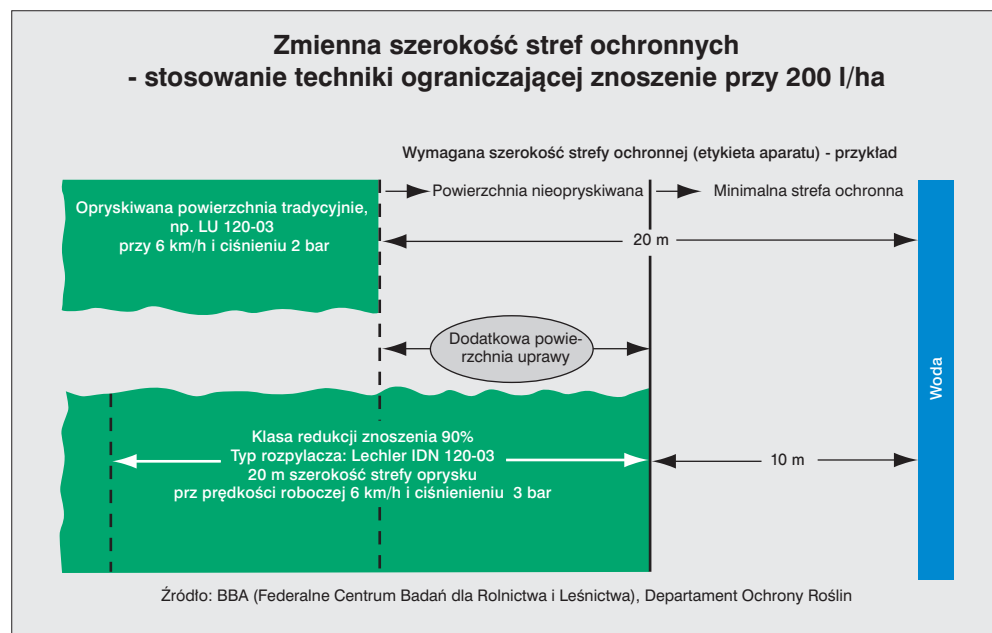 Zmienna szerokość stref ochronnych
- stosowanie techniki ograniczającej znoszenie przy 200 l/ha
Wymagana szerokość strefy ochronnej (etykieta aparatu) - przykład
Powierzchnia nieopryskiwana
Minimalna strefa ochronna
Opryskiwana powierzchnia tradycyjnie,
np. LU 120-03
przy 6 km/h i ciśnieniu 2 bar
20 m
Dodatkowa powie-
rzchnia uprawy
Woda
Klasa redukcji znoszenia 90%
Typ rozpylacza: Lechler IDN 120-03
20 m szerokość strefy oprysku
prz prędkości roboczej 6 km/h i ciśnienieniu 3 bar
10 m
Źródło: BBA (Federalne Centrum Badań dla Rolnictwa i Leśnictwa), Departament Ochrony Roślin